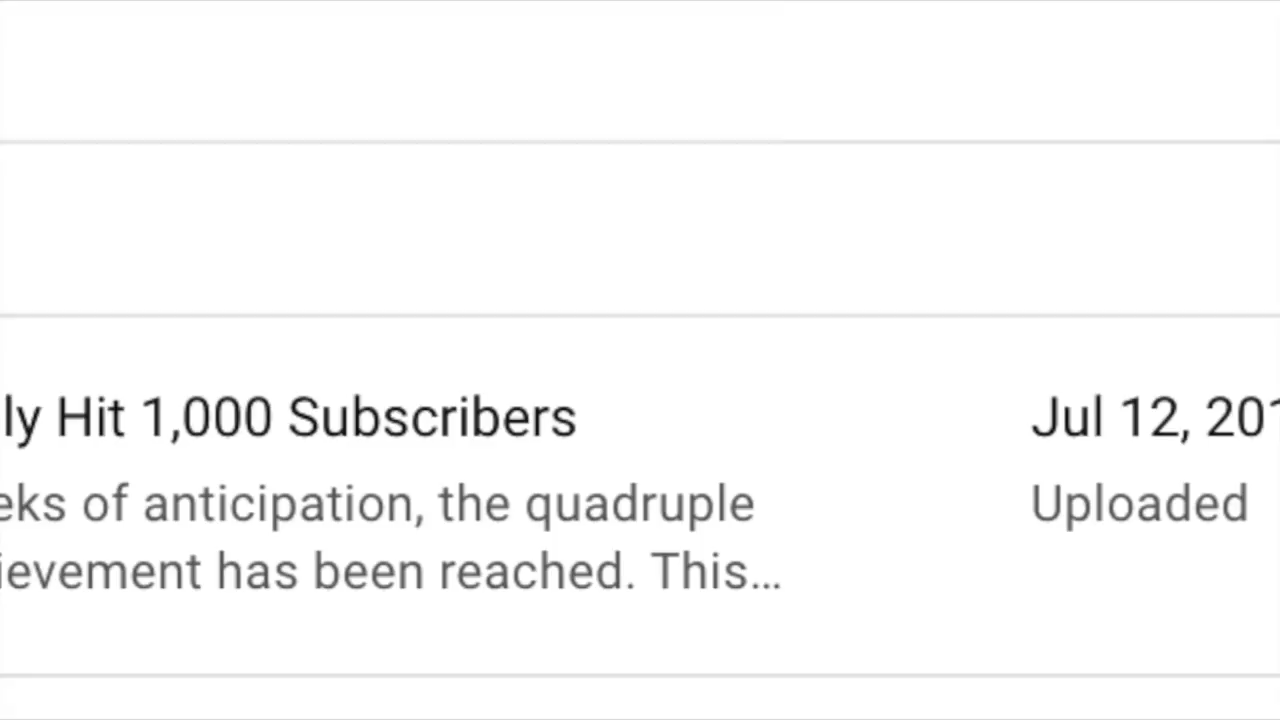 ly Hit 1,000 Subscribers
Jul 12, 201
eks of anticipation, the quadruple
Uploaded
ievement has been reached. This...